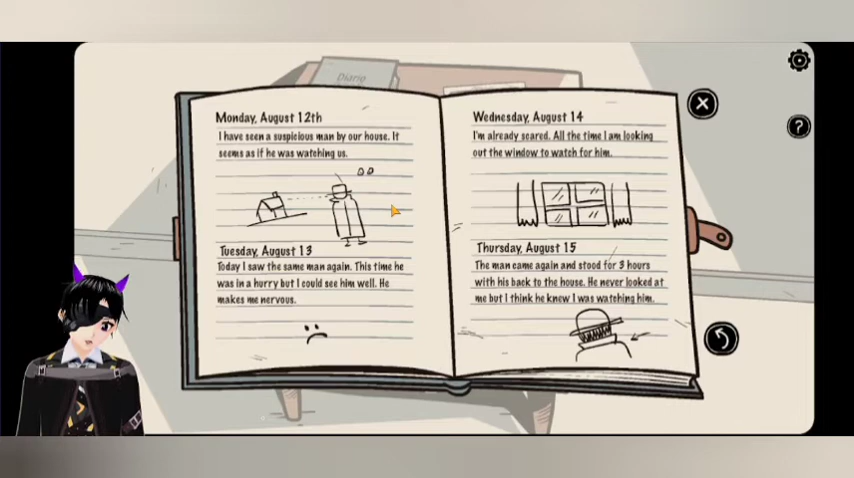 Diario
Monday, August 12th
I have seen a suspicious man by our house. It
seems as if he was watching us.
Tuesday, August 13
Today I saw the same man again. This time he
was in a hurry but I could see him well. He
makes me nervous.
Wednesday, August 14
I'm already scared. All the time I am looking
out the window to watch for him.
Thursday, August 15
The man came again and stood for 3 hours
with his back to the house. He never looked at
me but I think he knew I was watching him.
?